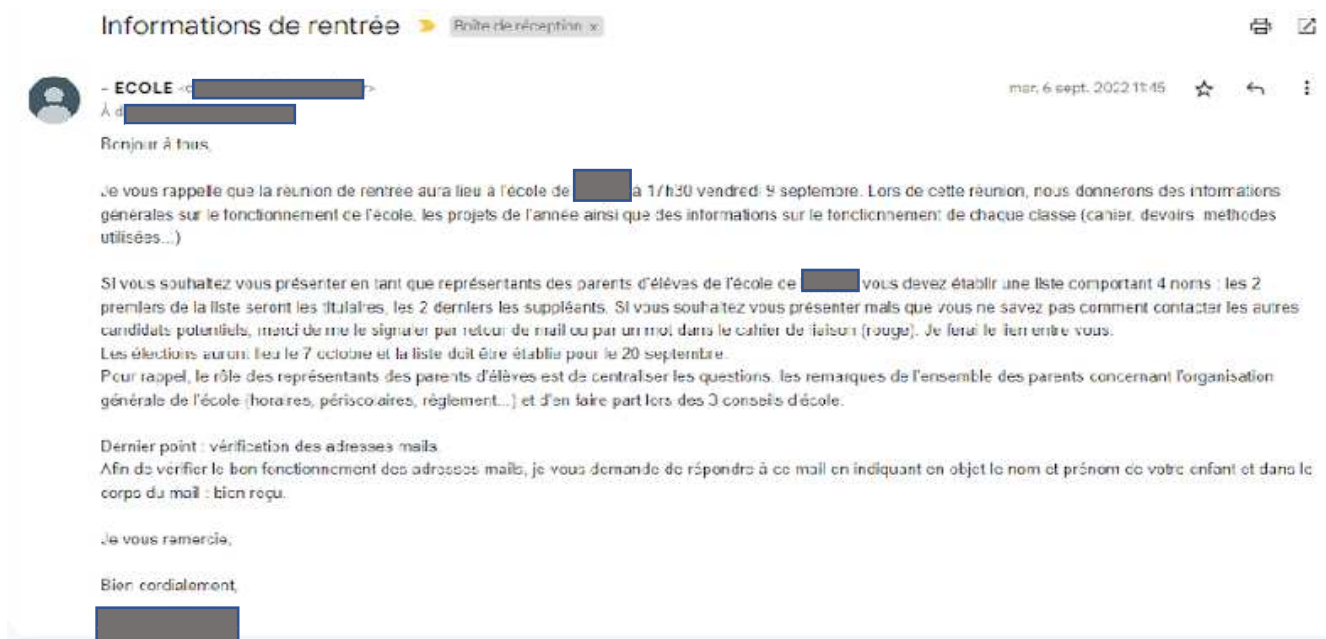 Informations de rentrée
Boîte de réception x
- ECOLE <
mar. 6 sept. 2022 11:45
À d
Bonjour à tous,
Je vous rappelle que la réunion de rentrée aura lieu à l'école de à 17h30 vendredi 9 septembre. Lors de cette réunion, nous donnerons des informations
générales sur le fonctionnement de l'école, les projets de l'année ainsi que des informations sur le fonctionnement de chaque classe (cahier, devoirs, méthodes
utilisées...)
Si vous souhaitez vous présenter en tant que représentants des parents d'élèves de l'école de vous devez établir une liste comportant 4 noms : les 2
premiers de la liste seront les titulaires, les 2 derniers les suppléants. Si vous souhaitez vous présenter mais que vous ne savez pas comment contacter les autres
candidats potentiels, merci de me le signaler par retour de mail ou par un mot dans le cahier de liaison (rouge). Je ferai le lien entre vous.
Les élections auront lieu le 7 octobre et la liste doit être établie pour le 20 septembre.
Pour rappel, le rôle des représentants des parents d'élèves est de centraliser les questions, les remarques de l'ensemble des parents concernant l'organisation
générale de l'école (horaires, périscolaires, règlement...) et d'en faire part lors des 3 conseils d'école.
Dernier point : vérification des adresses mails.
Afin de vérifier le bon fonctionnement des adresses mails, je vous demande de répondre à ce mail en indiquant en objet le nom et prénom de votre enfant et dans le
corps du mail : bien reçu.
Je vous remercie,
Bien cordialement,